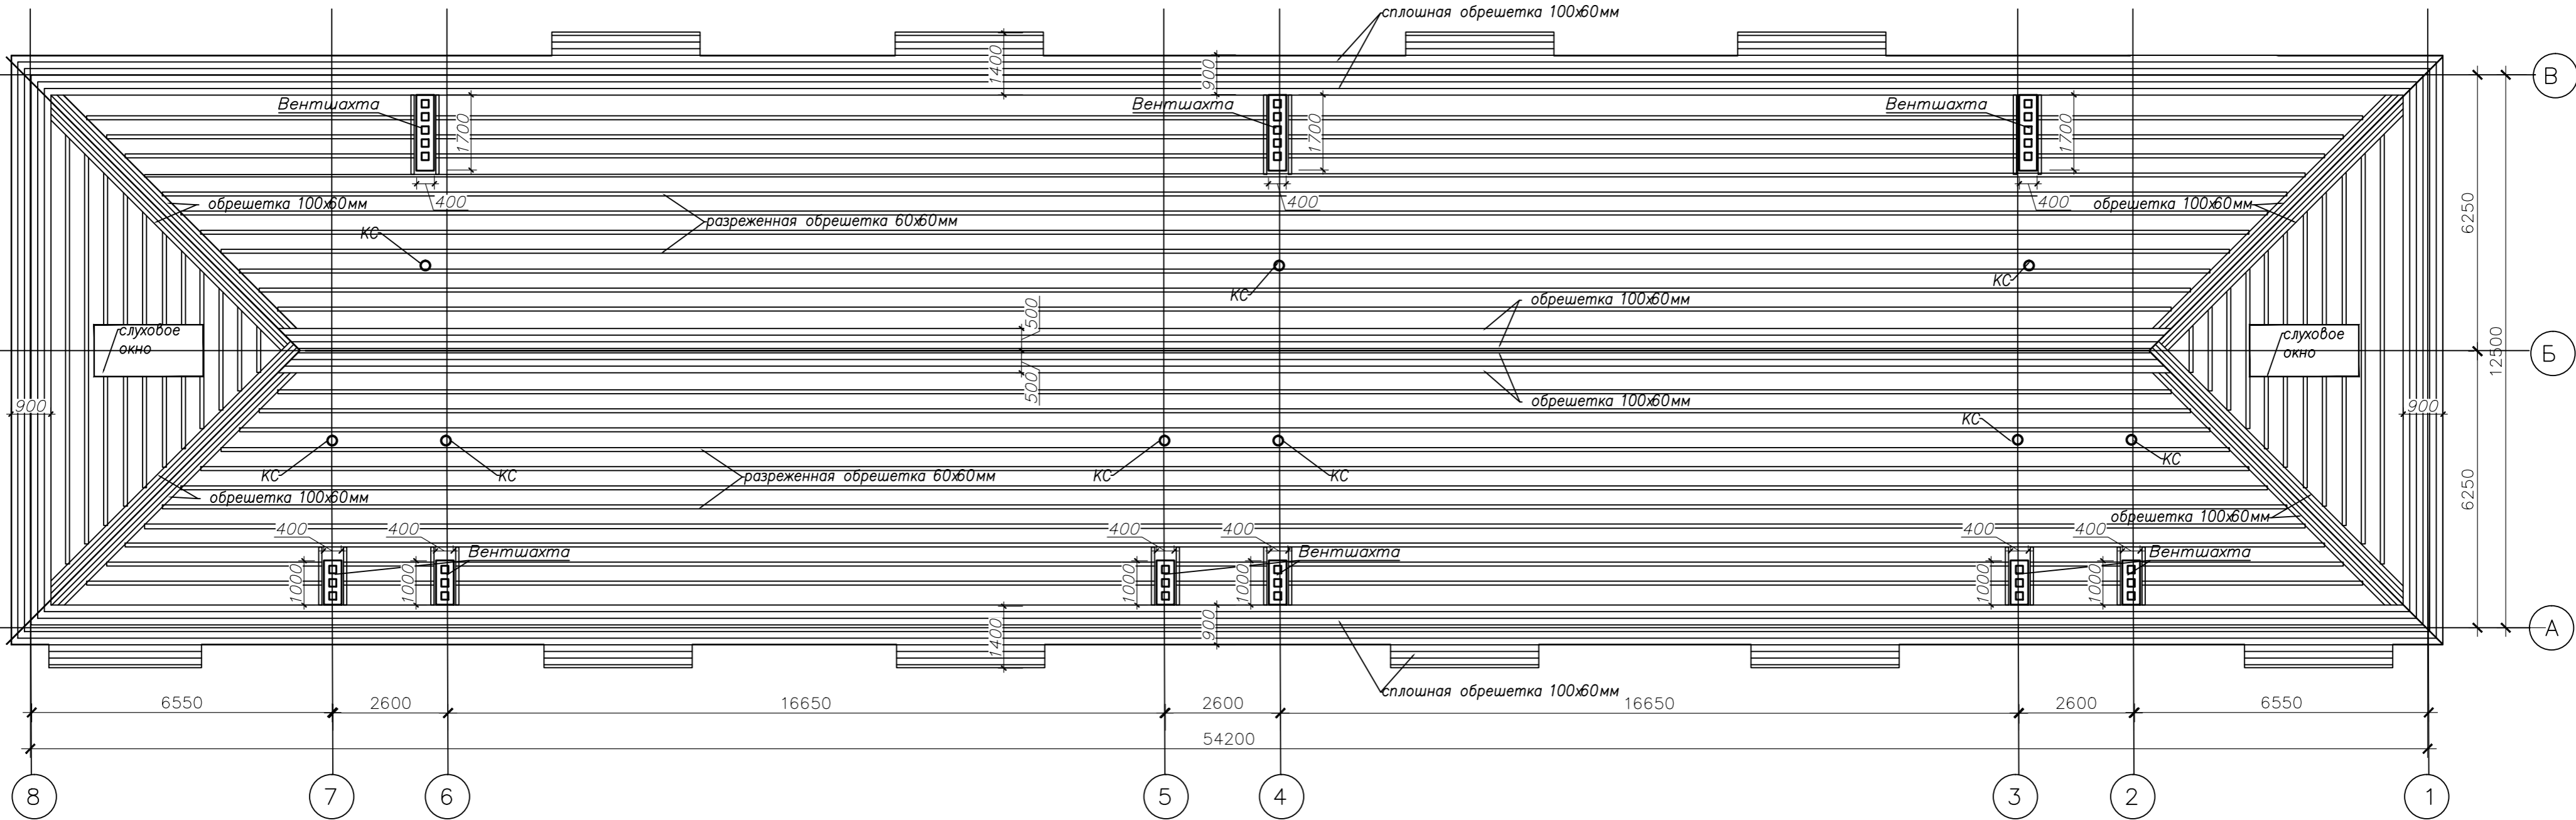 сплошная обрешетка 100х60мм
1400
900
В
Вентшахта
Вентшахта
Вентшахта
1700
1700
1700
400
400
400
обрешетка 100х60мм
обрешетка 100х60мм
разреженная обрешетка 60х60мм
6250
КС
КС
КС
500
обрешетка 100х60мм
слуховое
окно
слуховое
окно
12500
Б
500
900
обрешетка 100х60мм
900
КС
КС
КС
КС
КС
КС
разреженная обрешетка 60х60мм
6250
обрешетка 100х60мм
обрешетка 100х60мм
400
400
400
400
400
400
Вентшахта
Вентшахта
Вентшахта
1000
1000
1000
1000
1000
1000
1400
900
А
сплошная обрешетка 100х60мм
6550
2600
16650
2600
16650
2600
6550
54200
8
7
6
5
4
3
2
1